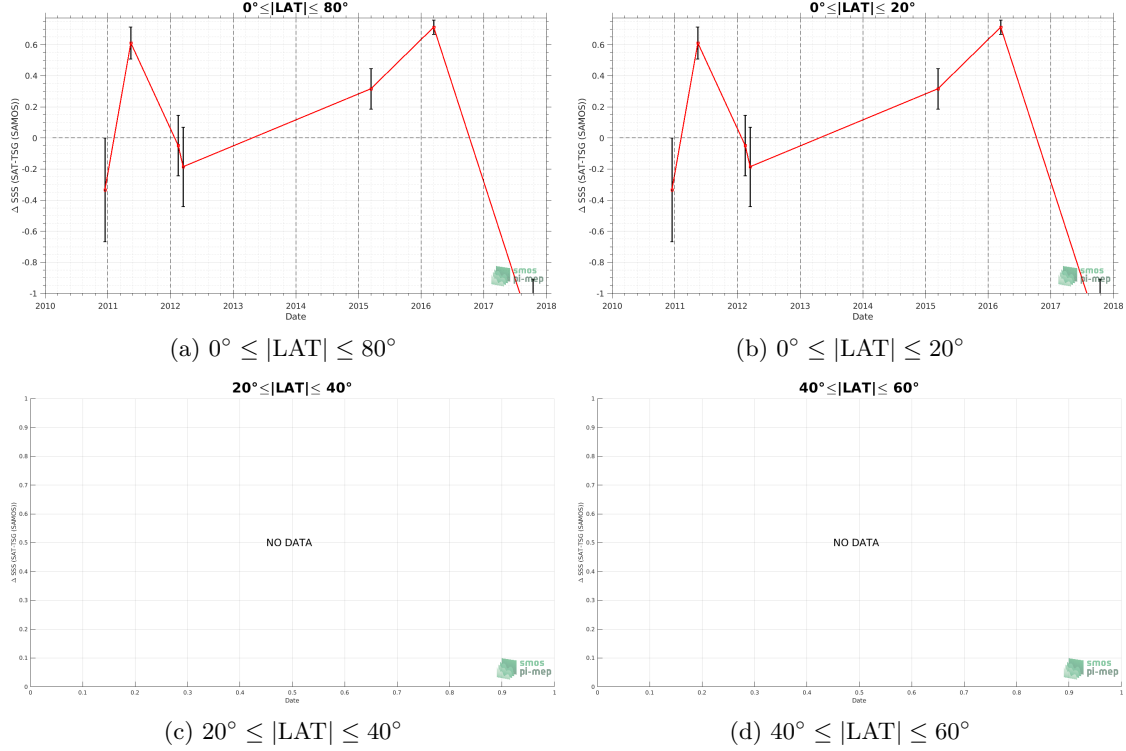 0°≤|LAT|≤ 80°
Δ SSS (SAT-TSG (SAMOS))
0.6
0.4
0.2
0
-0.2
-0.4
-0.6
-0.8
-1
2010 2011 2012 2013 2014 2015 2016 2017 2018
Date
smos
pi-mep
(a) 0° ≤ |LAT| ≤ 80°
0°≤|LAT|≤ 20°
Δ SSS (SAT-TSG (SAMOS))
0.6
0.4
0.2
0
-0.2
-0.4
-0.6
-0.8
-1
2010 2011 2012 2013 2014 2015 2016 2017 2018
Date
smos
pi-mep
(b) 0° ≤ |LAT| ≤ 20°
20°≤|LAT|≤ 40°
Δ SSS (SAT-TSG (SAMOS))
1
0.9
0.8
0.7
0.6
0.5
0.4
0.3
0.2
0.1
0
NO DATA
0 0.1 0.2 0.3 0.4 0.5 0.6 0.7 0.8 0.9 1
Date
smos
pi-mep
(c) 20° ≤ |LAT| ≤ 40°
40°≤|LAT|≤ 60°
Δ SSS (SAT-TSG (SAMOS))
1
0.9
0.8
0.7
0.6
0.5
0.4
0.3
0.2
0.1
0
NO DATA
0 0.1 0.2 0.3 0.4 0.5 0.6 0.7 0.8 0.9 1
Date
smos
pi-mep
(d) 40° ≤ |LAT| ≤ 60°